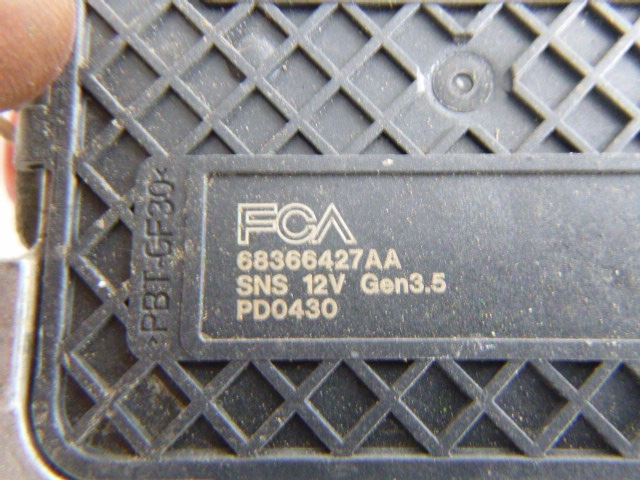 FCA
68366427AA
SNS 12V Gen3.5
PD0430
>PBT-GF30<